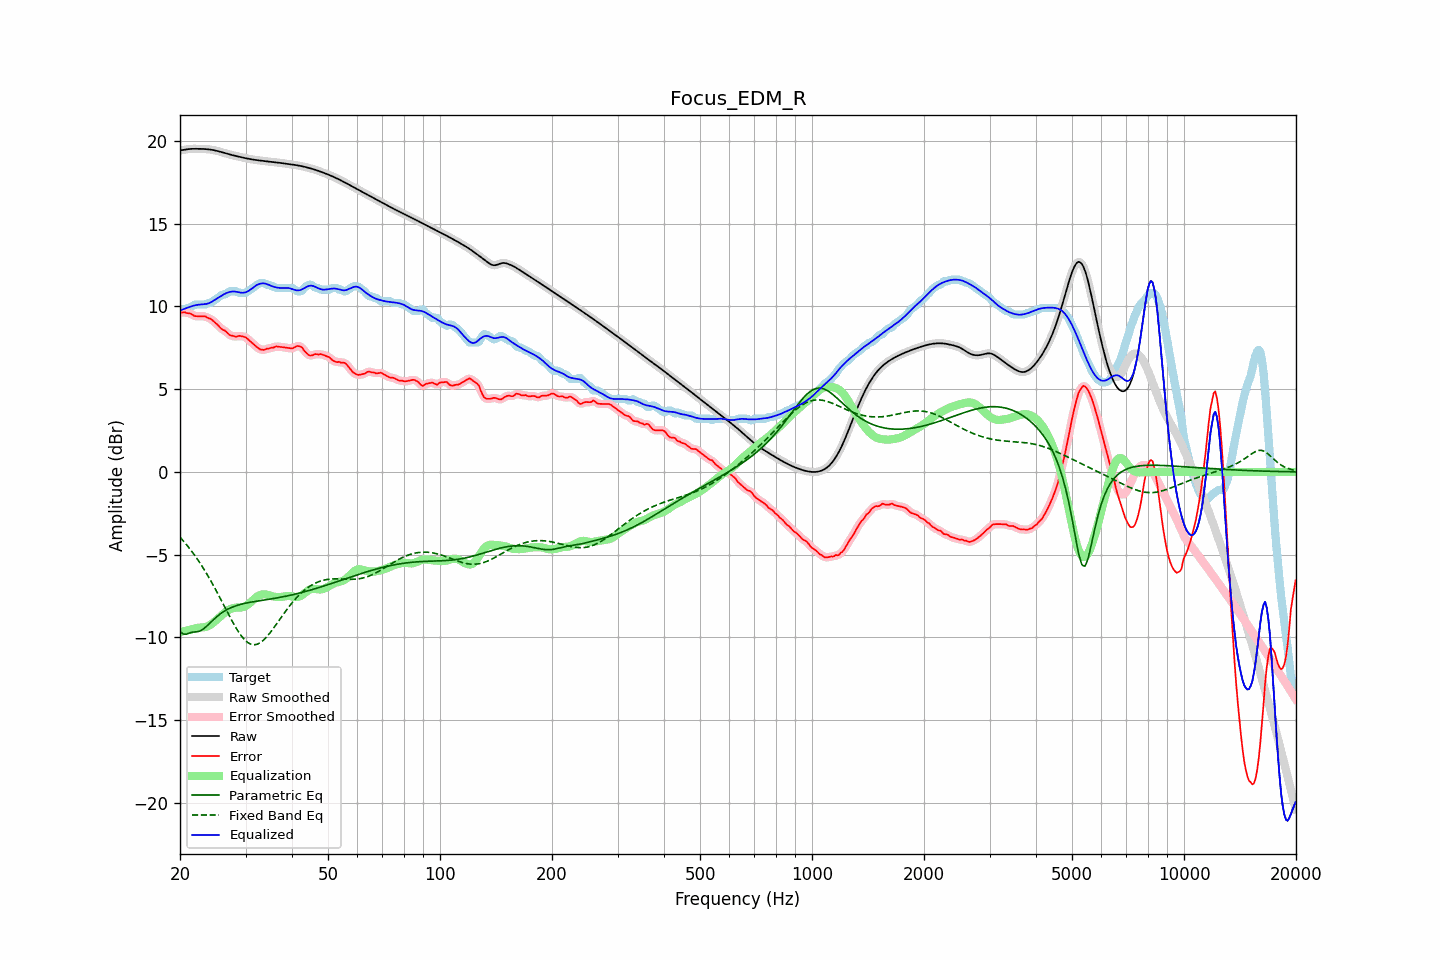 Focus_EDM_R
20
15
10
5
0
−5
−10
−15
−20
Amplitude (dBr)
Target
Raw Smoothed
Error Smoothed
Raw
Error
Equalization
Parametric Eq
Fixed Band Eq
Equalized
20 50 100 200 500 1000 2000 5000 10000 20000
Frequency (Hz)